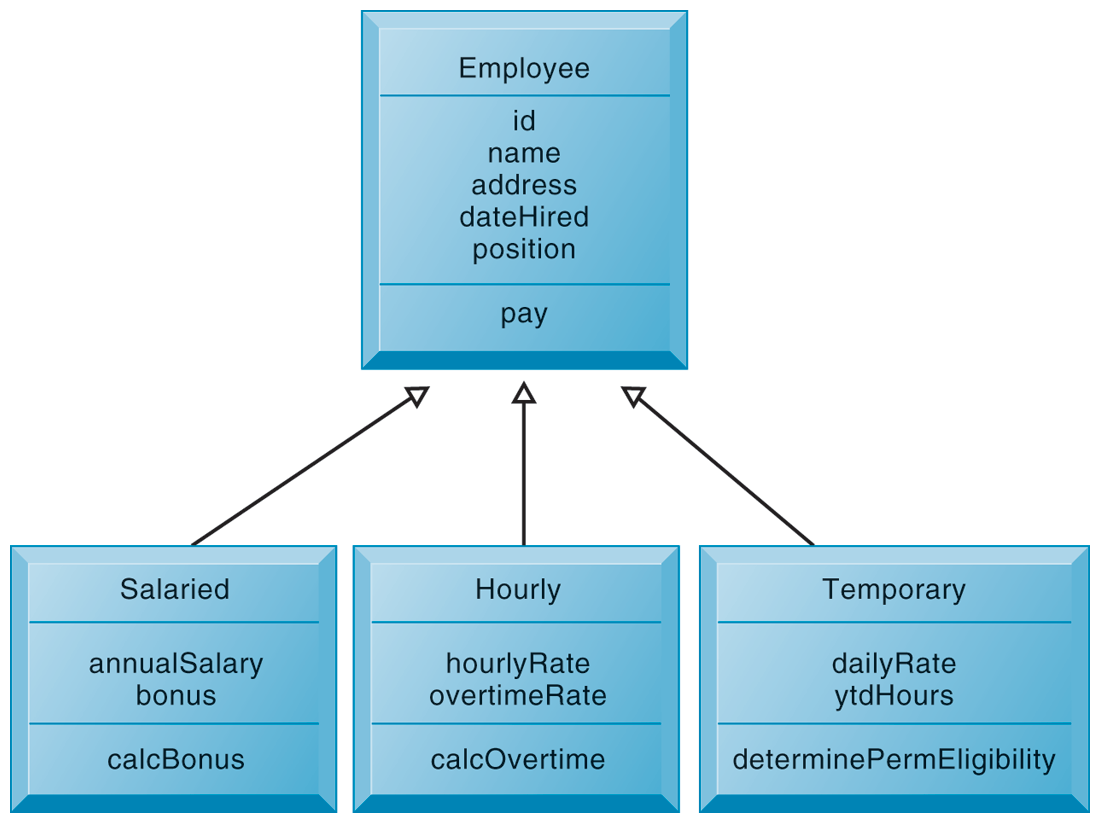 Employee
id
name
address
dateHired
position
pay
Salaried
annualSalary
bonus
calcBonus
Hourly
hourlyRate
overtimeRate
calcOvertime
Temporary
dailyRate
ytdHours
determinePermEligibility